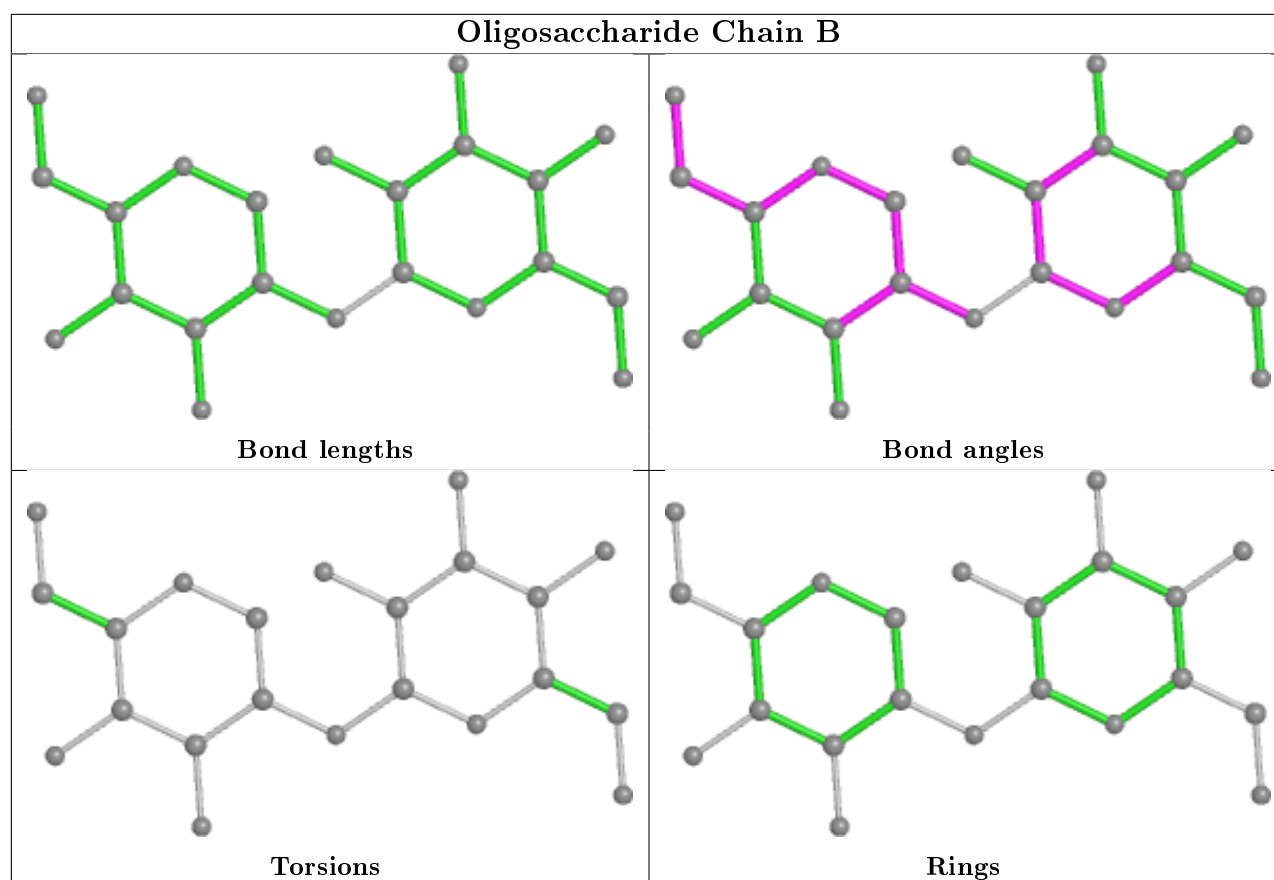 Oligosaccharide Chain B
Bond lengths
Bond angles
Torsions
Rings